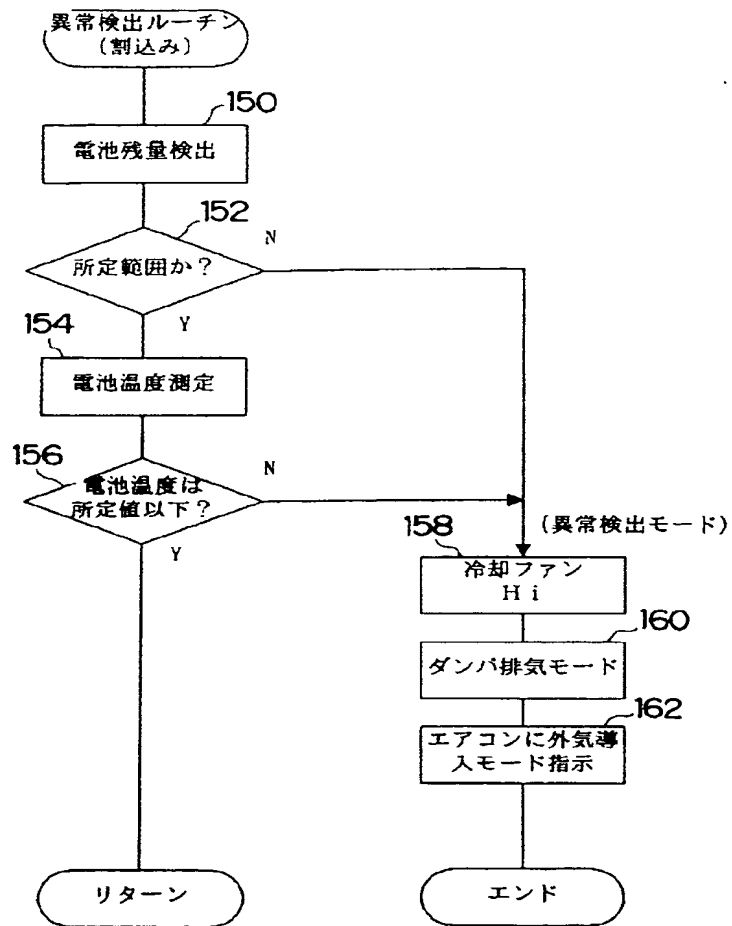 異常検出ルーチン
(割込み)
150
電池残量検出
152
所定範囲か?
N
Y
154
電池温度測定
156
電池温度は
所定値以下?
N
Y
(異常検出モード)
158
冷却ファン
Hi
160
ダンパ排気モード
162
エアコンに外気導
入モード指示
リターン
エンド